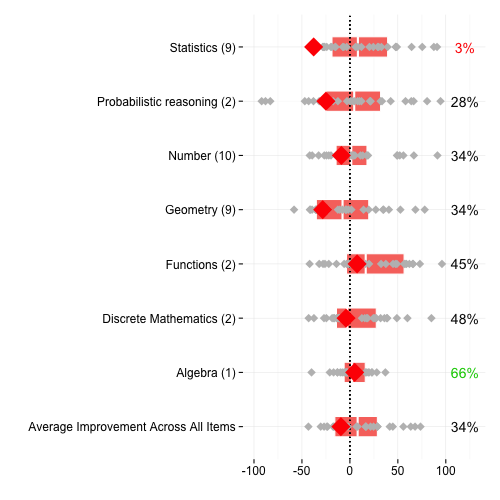 Statistics (9) 3%
Probabilistic reasoning (2) 28%
Number (10) 34%
Geometry (9) 34%
Functions (2) 45%
Discrete Mathematics (2) 48%
Algebra (1) 66%
Average Improvement Across All Items 34%
-100 -50 0 50 100